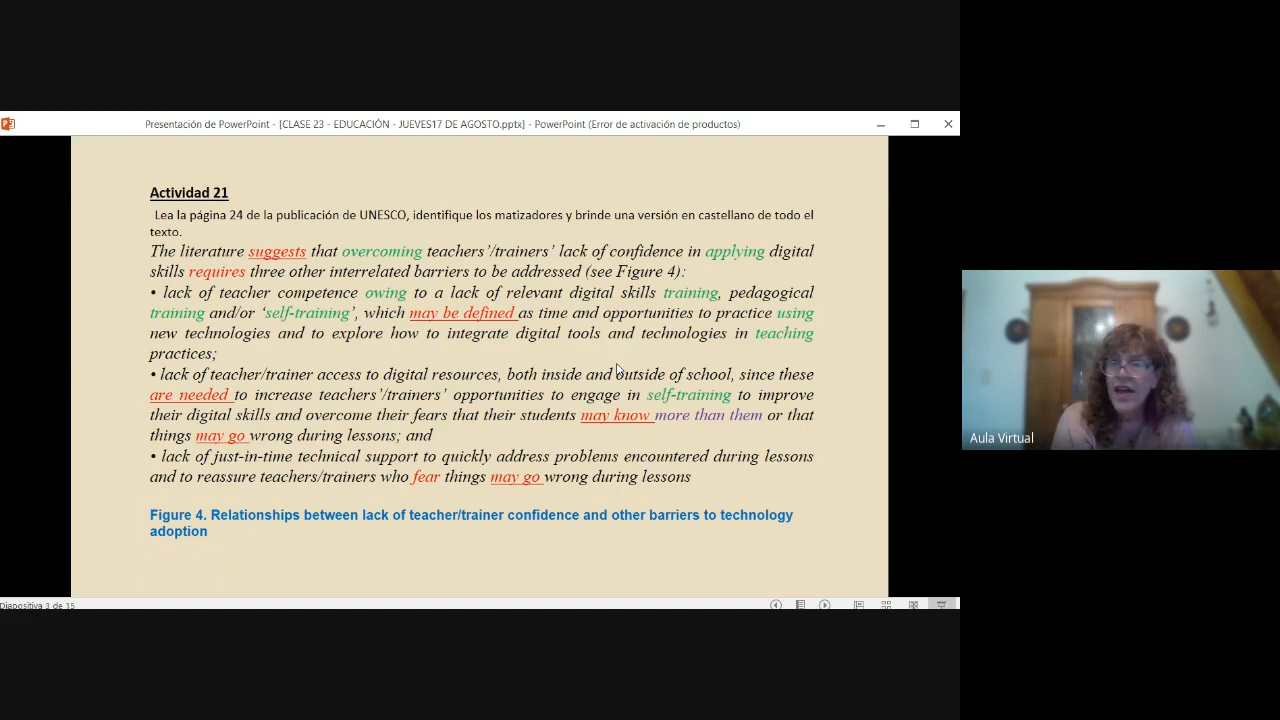 Presentación de PowerPoint - [CLASE 23 - EDUCACIÓN - JUEVES17 DE AGOSTO.pptx] - PowerPoint (Error de activación de productos)
Actividad 21
Lea la página 24 de la publicación de UNESCO, identifique los matizadores y brinde una versión en castellano de todo el
texto.
The literature suggests that overcoming teachers’/trainers’ lack of confidence in applying digital
skills requires three other interrelated barriers to be addressed (see Figure 4):
• lack of teacher competence owing to a lack of relevant digital skills training, pedagogical
training and/or ‘self-training’, which may be defined as time and opportunities to practice using
new technologies and to explore how to integrate digital tools and technologies in teaching
practices;
• lack of teacher/trainer access to digital resources, both inside and outside of school, since these
are needed to increase teachers’/trainers’ opportunities to engage in self-training to improve
their digital skills and overcome their fears that their students may know more than them or that
things may go wrong during lessons; and
• lack of just-in-time technical support to quickly address problems encountered during lessons
and to reassure teachers/trainers who fear things may go wrong during lessons
Figure 4. Relationships between lack of teacher/trainer confidence and other barriers to technology
adoption
Diapositiva 3 de 15
Aula Virtual